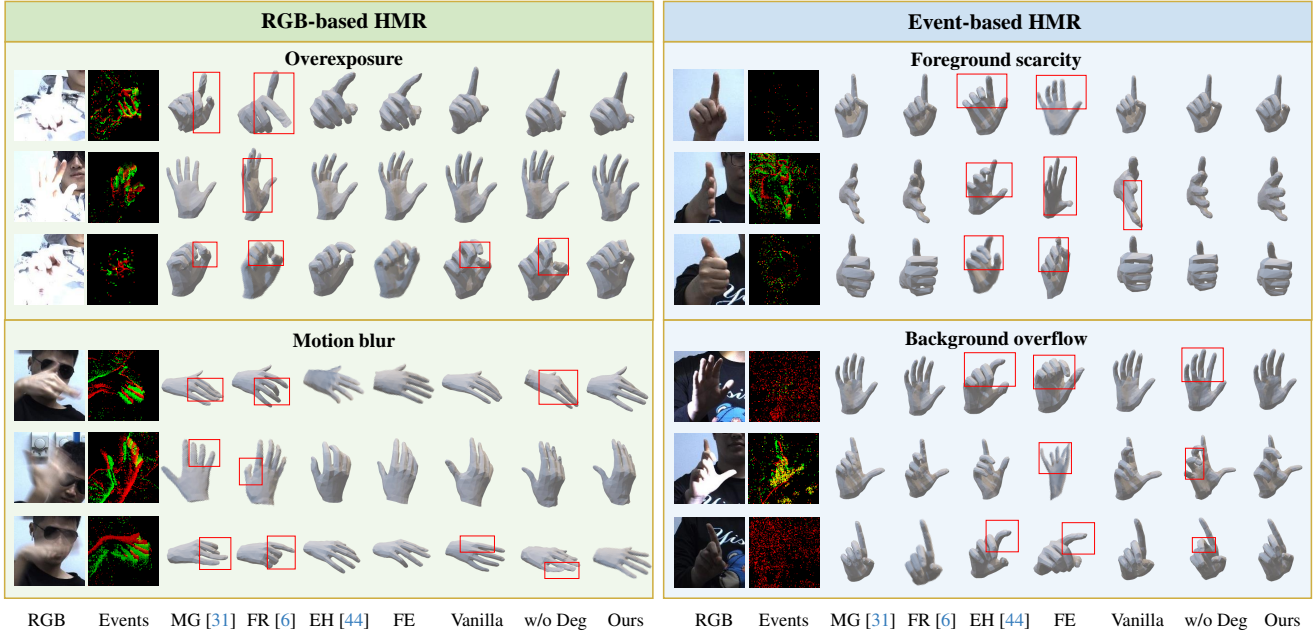 RGB-based HMR
Overexposure
Motion blur
RGB Events MG [31] FR [6] EH [44] FE Vanilla w/o Deg Ours
Event-based HMR
Foreground scarcity
Background overflow
RGB Events MG [31] FR [6] EH [44] FE Vanilla w/o Deg Ours